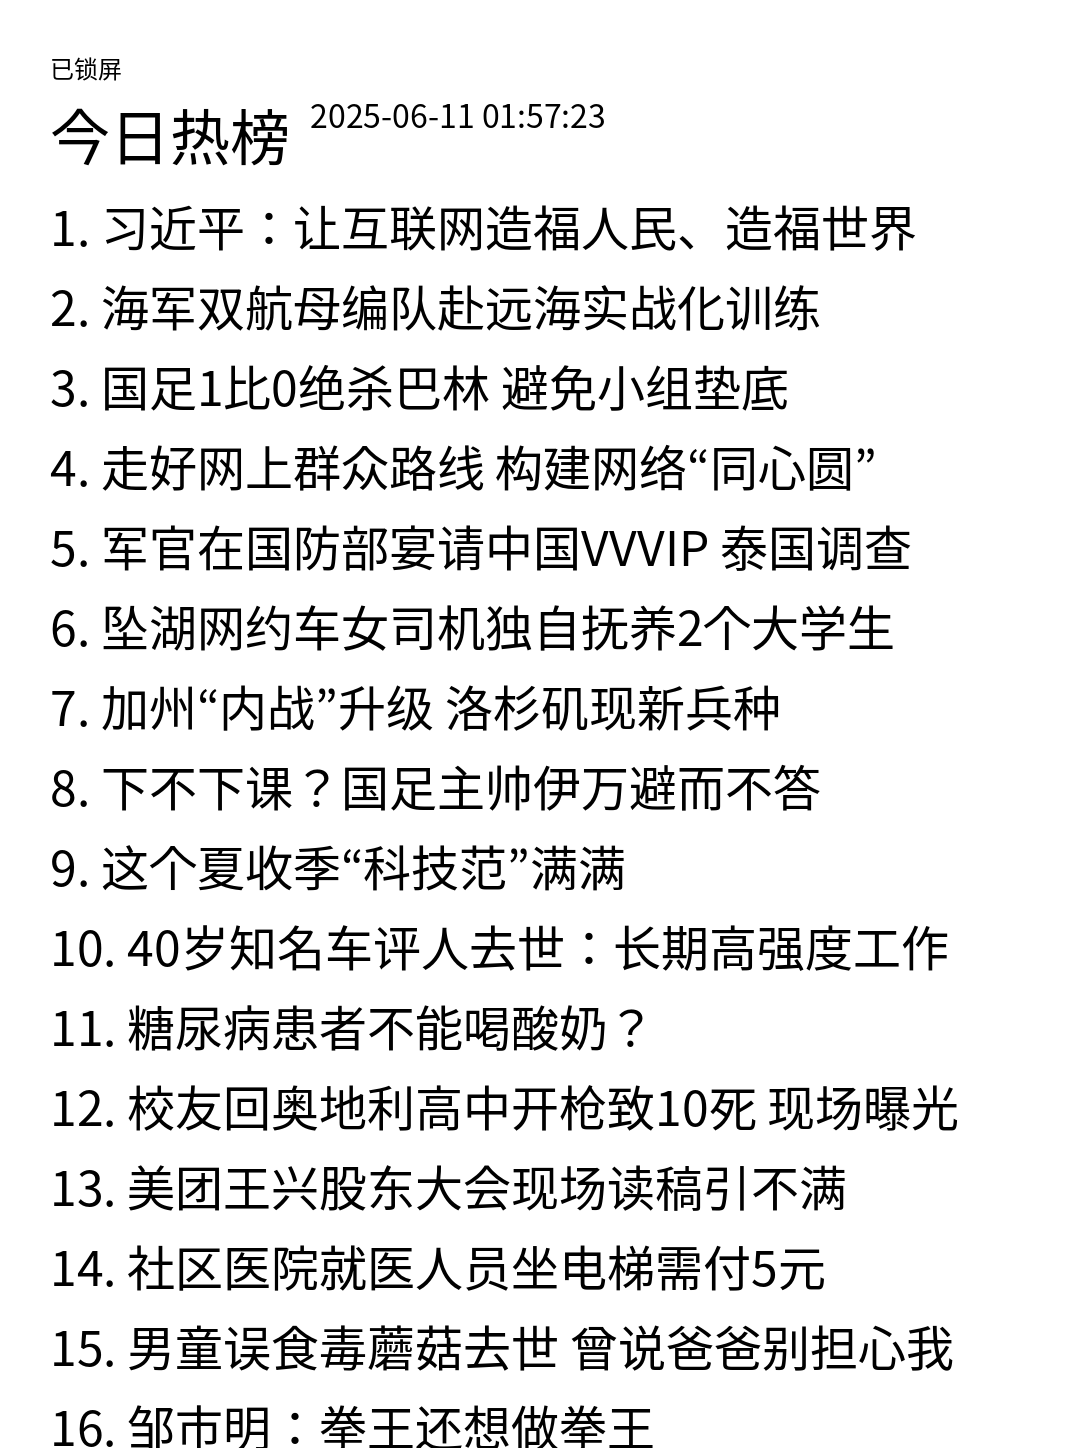 已锁屏
今日热榜 2025-06-11 01:57:23
1. 习近平：让互联网造福人民、造福世界
2. 海军双航母编队赴远海实战化训练
3. 国足1比0绝杀巴林 避免小组垫底
4. 走好网上群众路线 构建网络“同心圆”
5. 军官在国防部宴请中国VVVIP 泰国调查
6. 坠湖网约车女司机独自抚养2个大学生
7. 加州“内战”升级 洛杉矶现新兵种
8. 下不下课？国足主帅伊万避而不答
9. 这个夏收季“科技范”满满
10. 40岁知名车评人去世：长期高强度工作
11. 糖尿病患者不能喝酸奶？
12. 校友回奥地利高中开枪致10死 现场曝光
13. 美团王兴股东大会现场读稿引不满
14. 社区医院就医人员坐电梯需付5元
15. 男童误食毒蘑菇去世 曾说爸爸别担心我
16. 邹市明：拳王还想做拳王